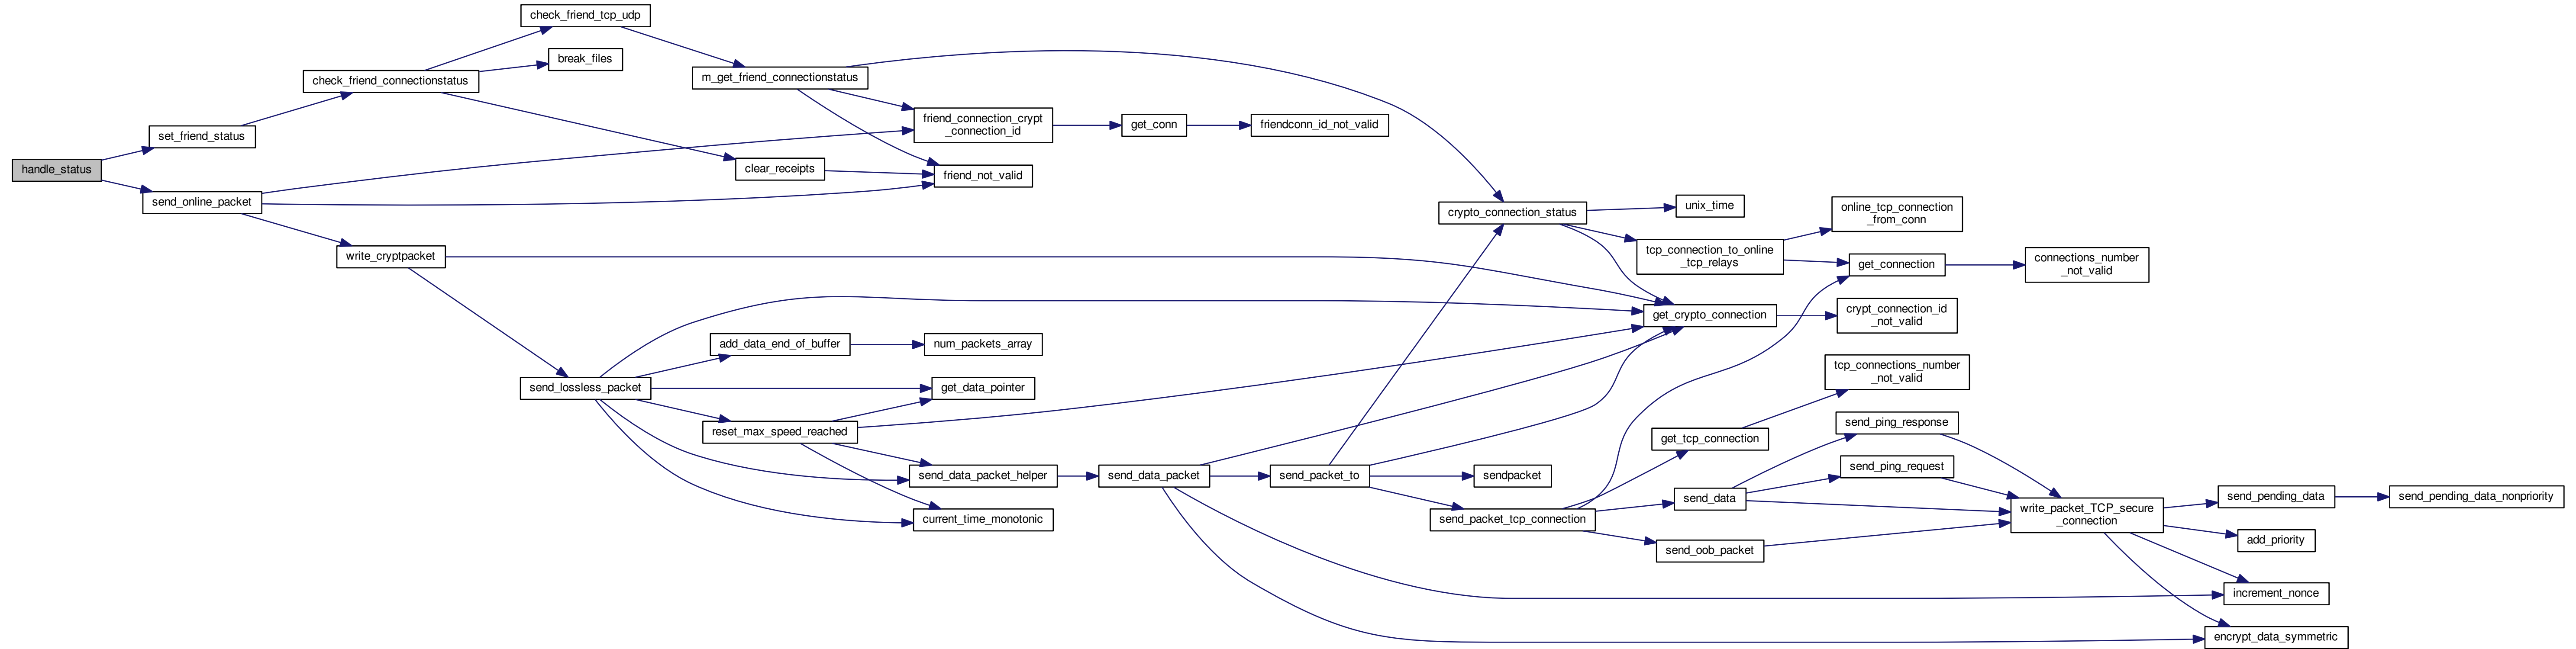 check_friend_tcp_udp
break_files
check_friend_connectionstatus
m_get_friend_connectionstatus
set_friend_status
friend_connection_crypt
_connection_id
get_conn
friendconn_id_not_valid
handle_status
clear_receipts
friend_not_valid
send_online_packet
crypto_connection_status
unix_time
online_tcp_connection
_from_conn
write_cryptpacket
tcp_connection_to_online
_tcp_relays
get_connection
connections_number
_not_valid
get_crypto_connection
crypt_connection_id
_not_valid
add_data_end_of_buffer
num_packets_array
send_lossless_packet
get_data_pointer
tcp_connections_number
_not_valid
reset_max_speed_reached
get_tcp_connection
send_ping_response
send_data_packet_helper
send_data_packet
send_packet_to
sendpacket
send_ping_request
current_time_monotonic
send_packet_tcp_connection
send_data
write_packet_TCP_secure
_connection
send_pending_data
send_pending_data_nonpriority
send_oob_packet
add_priority
increment_nonce
encrypt_data_symmetric